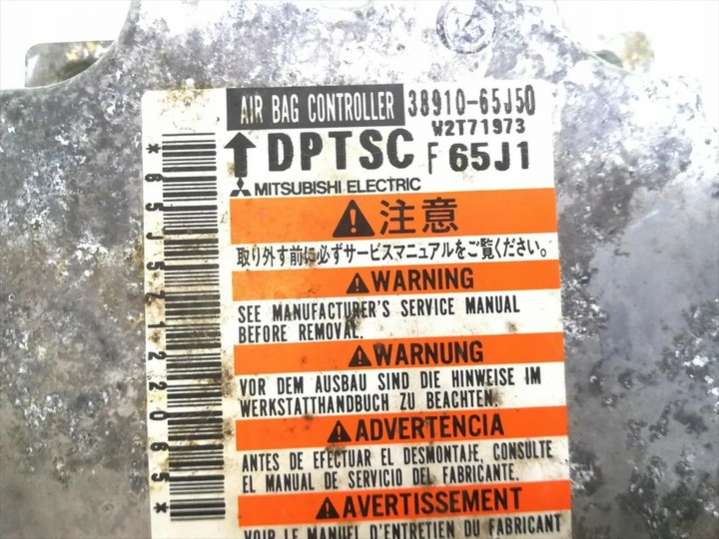 AIR BAG CONTROLLER 38910-65J50
W2T71973
DPTSC F 65J1
MITSUBISHI ELECTRIC
注意
取り外す前に必ずサービスマニュアルをご覧ください。
WARNING
SEE MANUFACTURER'S SERVICE MANUAL
BEFORE REMOVAL.
WARNUNG
VOR DEM AUSBAU SIND DIE HINWEISE IM
WERKSTATTHANDBUCH ZU BEACHTEN.
ADVERTENCIA
ANTES DE EFECTUAR EL DESMONTAJE, CONSULTE
EL MANUAL DE SERVICIO DEL FABRICANTE.
AVERTISSEMENT
VOIR LE MANUEL D'ENTRETIEN DU FABRICANT